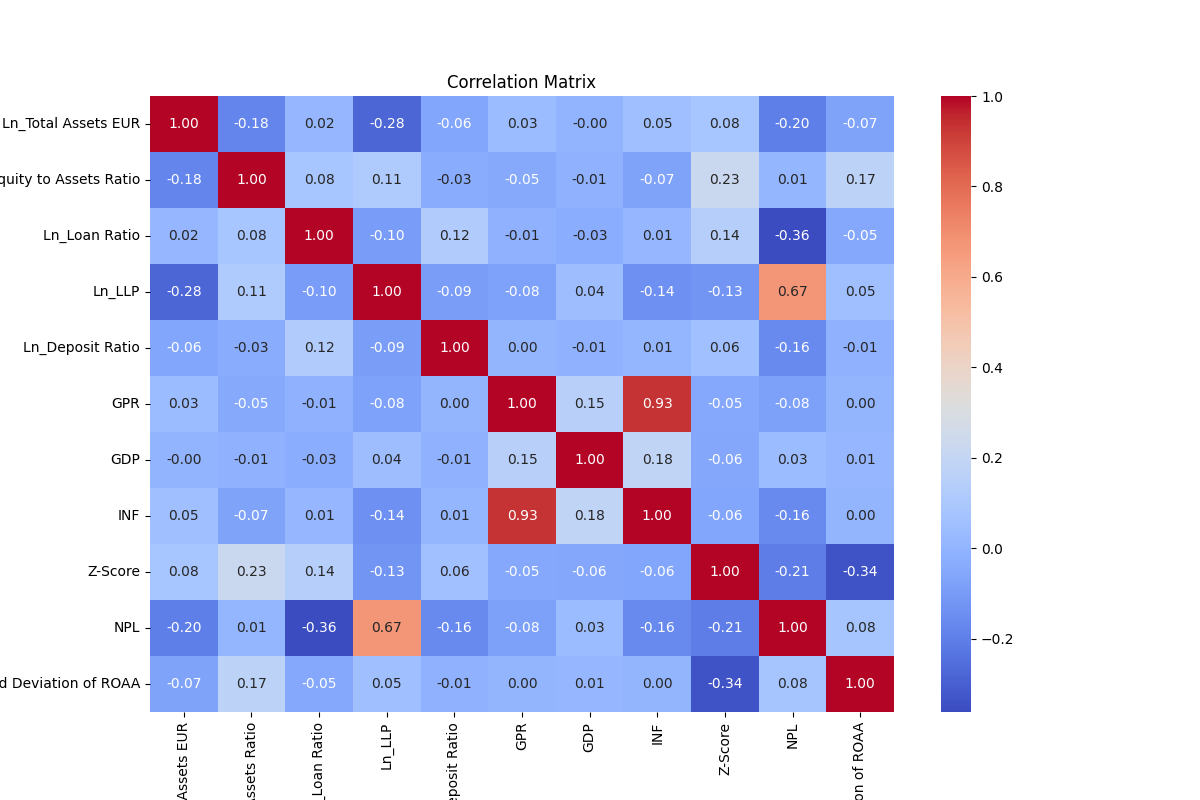 Correlation Matrix
Ln_Total Assets EUR 1.00 -0.18 0.02 -0.28 -0.06 0.03 -0.00 0.05 0.08 -0.20 -0.07
quity to Assets Ratio -0.18 1.00 0.08 0.11 -0.03 -0.05 -0.01 -0.07 0.23 0.01 0.17
Ln_Loan Ratio 0.02 0.08 1.00 -0.10 0.12 -0.01 -0.03 0.01 0.14 -0.36 -0.05
Ln_LLP -0.28 0.11 -0.10 1.00 -0.09 -0.08 0.04 -0.14 -0.13 0.67 0.05
Ln_Deposit Ratio -0.06 -0.03 0.12 -0.09 1.00 0.00 -0.01 0.01 0.06 -0.16 -0.01
GPR 0.03 -0.05 -0.01 -0.08 0.00 1.00 0.15 0.93 -0.05 -0.08 0.00
GDP -0.00 -0.01 -0.03 0.04 -0.01 0.15 1.00 0.18 -0.06 0.03 0.01
INF 0.05 -0.07 0.01 -0.14 0.01 0.93 0.18 1.00 -0.06 -0.16 0.00
Z-Score 0.08 0.23 0.14 -0.13 0.06 -0.05 -0.06 -0.06 1.00 -0.21 -0.34
NPL -0.20 0.01 -0.36 0.67 -0.16 -0.08 0.03 -0.16 -0.21 1.00 0.08
d Deviation of ROAA -0.07 0.17 -0.05 0.05 -0.01 0.00 0.01 0.00 -0.34 0.08 1.00
Assets EUR
ssets Ratio
_Loan Ratio
Ln_LLP
eposit Ratio
GPR
GDP
INF
Z-Score
NPL
on of ROAA
1.0
0.8
0.6
0.4
0.2
0.0
−0.2